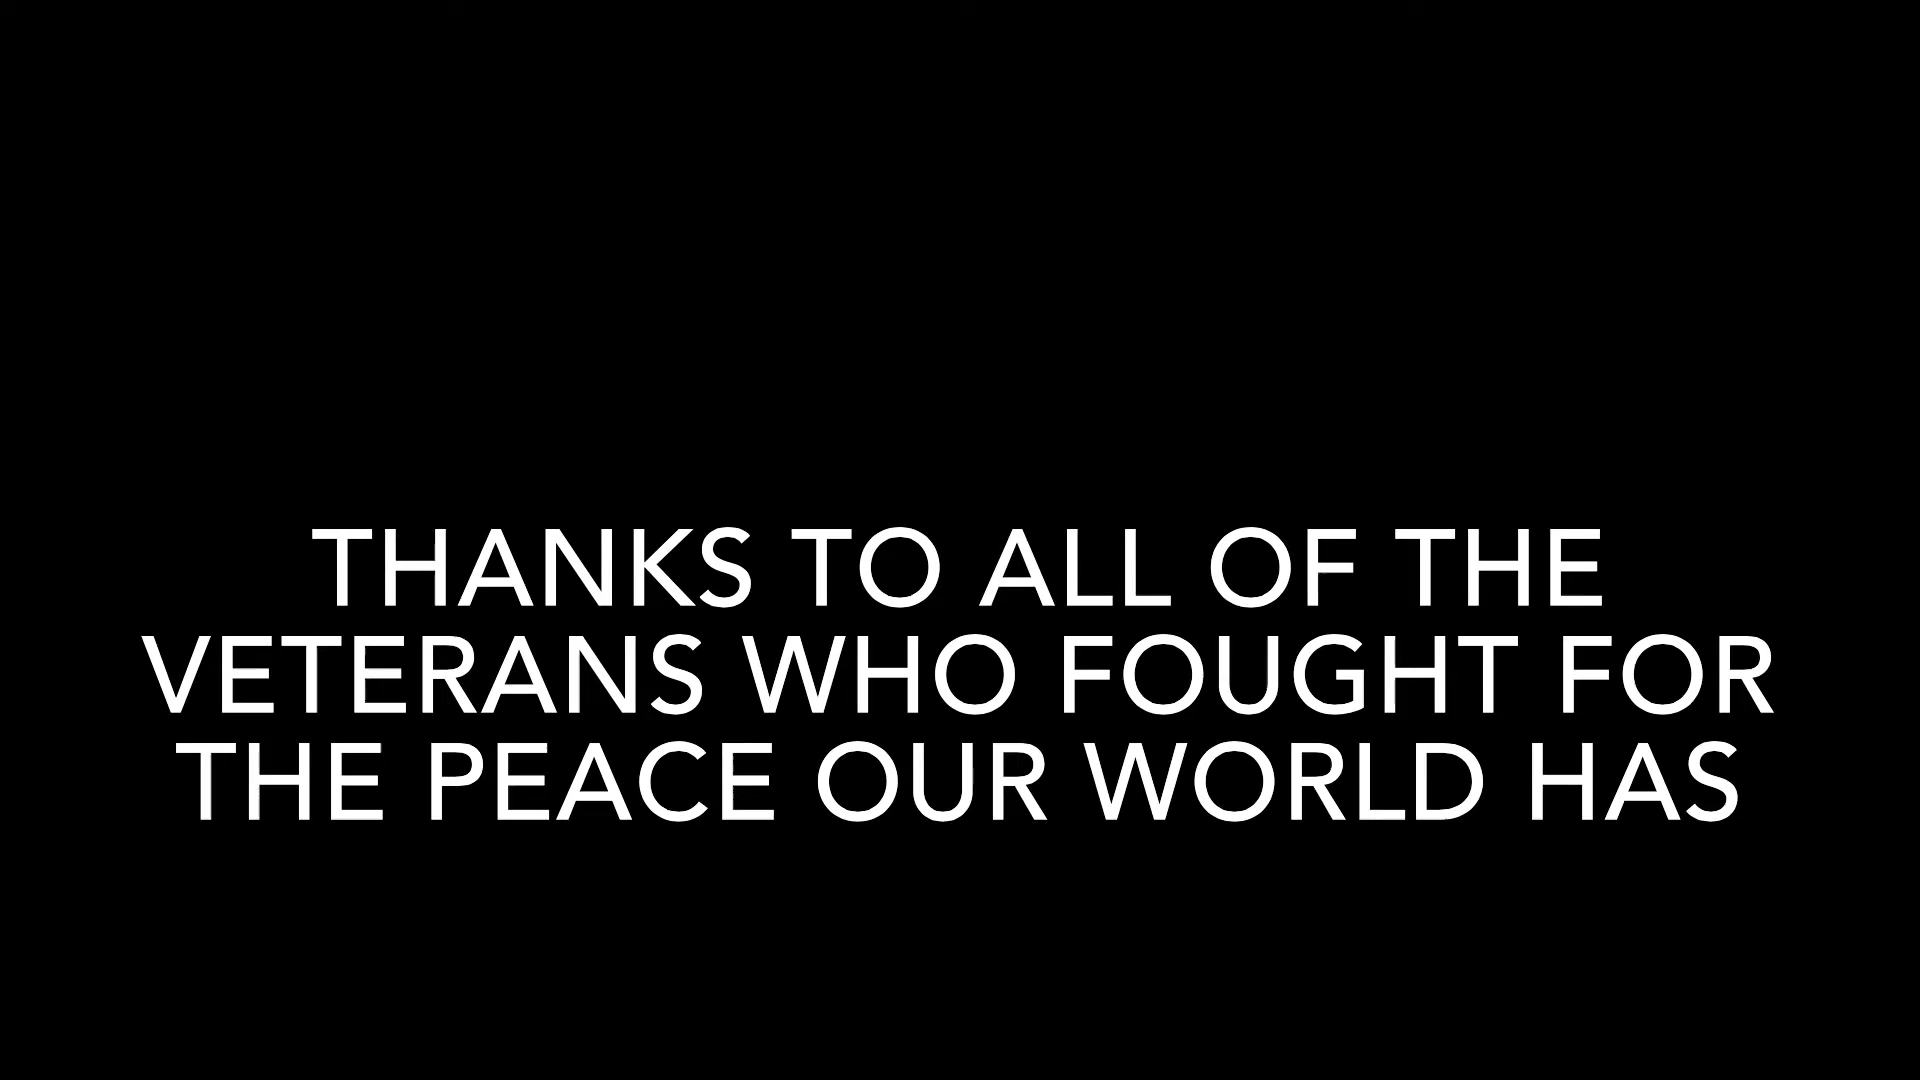 THANKS TO ALL OF THE
VETERANS WHO FOUGHT FOR
THE PEACE OUR WORLD HAS